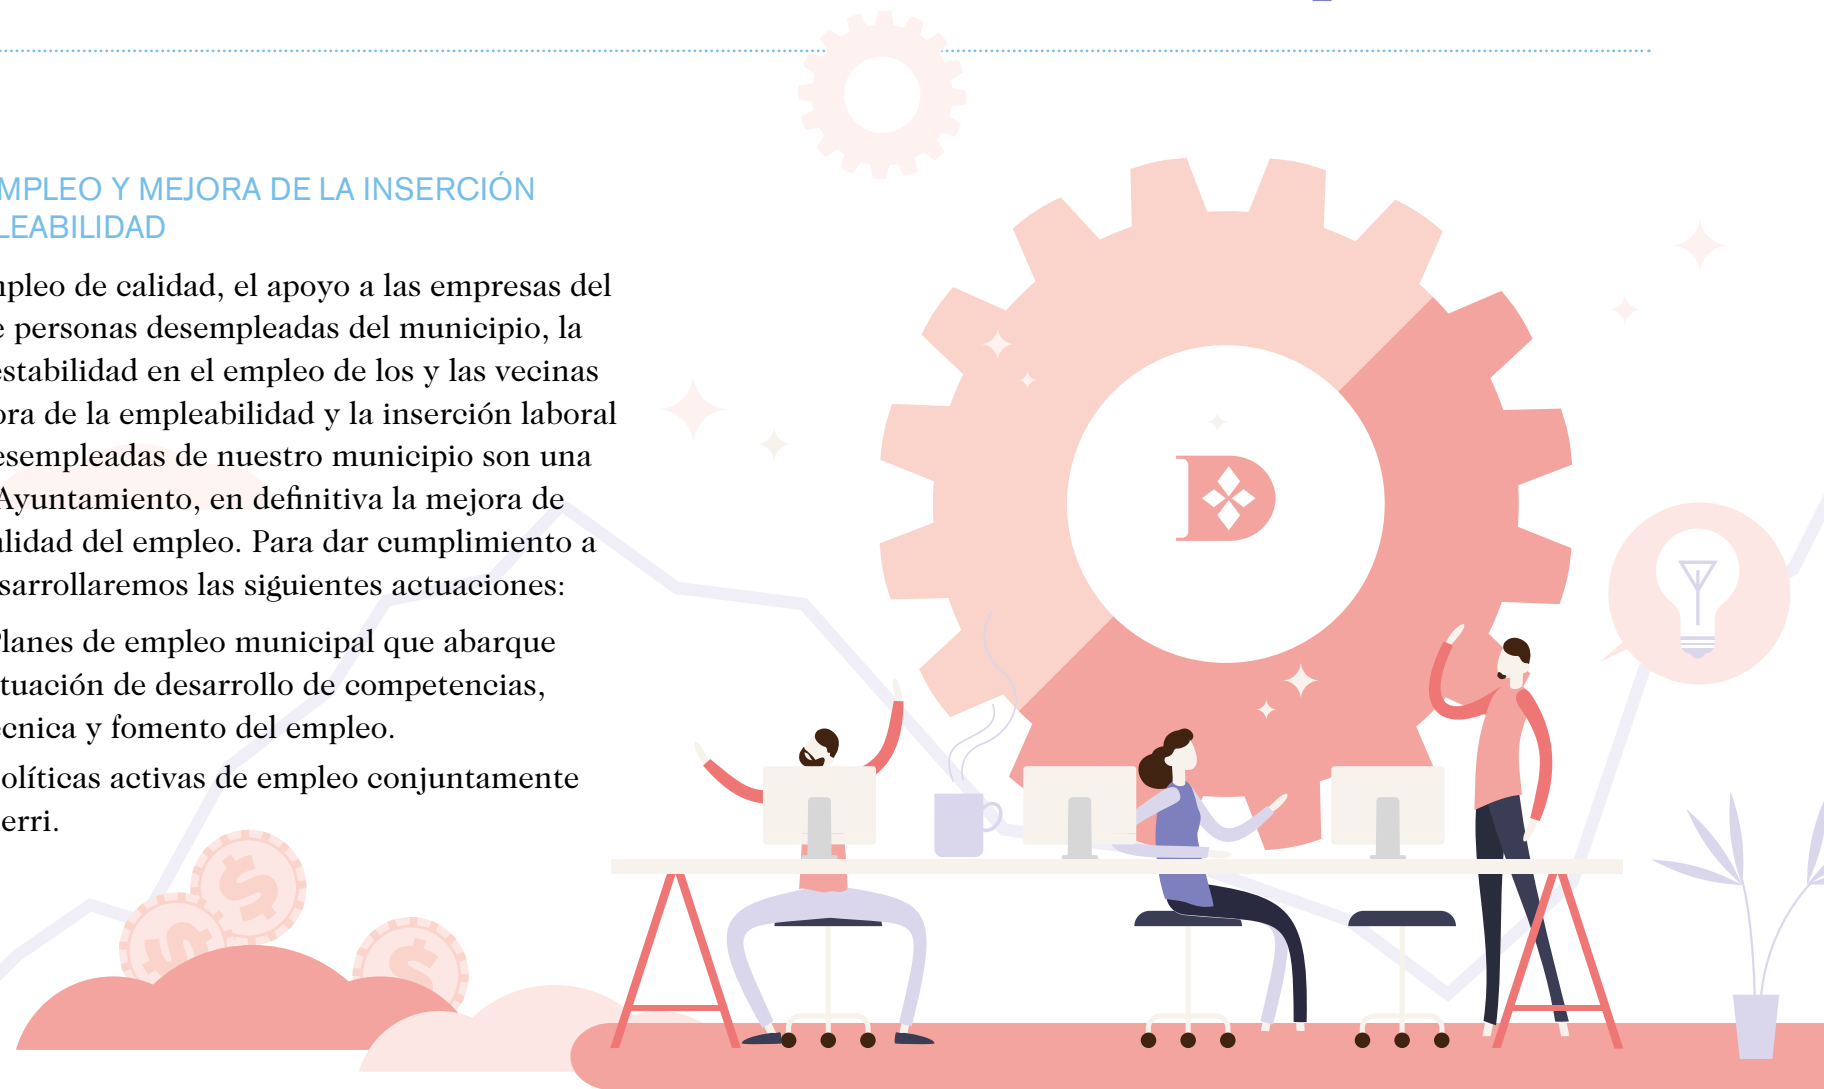 MPLEO Y MEJORA DE LA INSERCIÓN
LEABILIDAD
mpleo de calidad, el apoyo a las empresas del
e personas desempleadas del municipio, la
estabilidad en el empleo de los y las vecinas
ora de la empleabilidad y la inserción laboral
esempleadas de nuestro municipio son una
Ayuntamiento, en definitiva la mejora de
alidad del empleo. Para dar cumplimiento a
sarrollaremos las siguientes actuaciones:
Planes de empleo municipal que abarque
tuación de desarrollo de competencias,
écnica y fomento del empleo.
olíticas activas de empleo conjuntamente
erri.
D
$
$
$